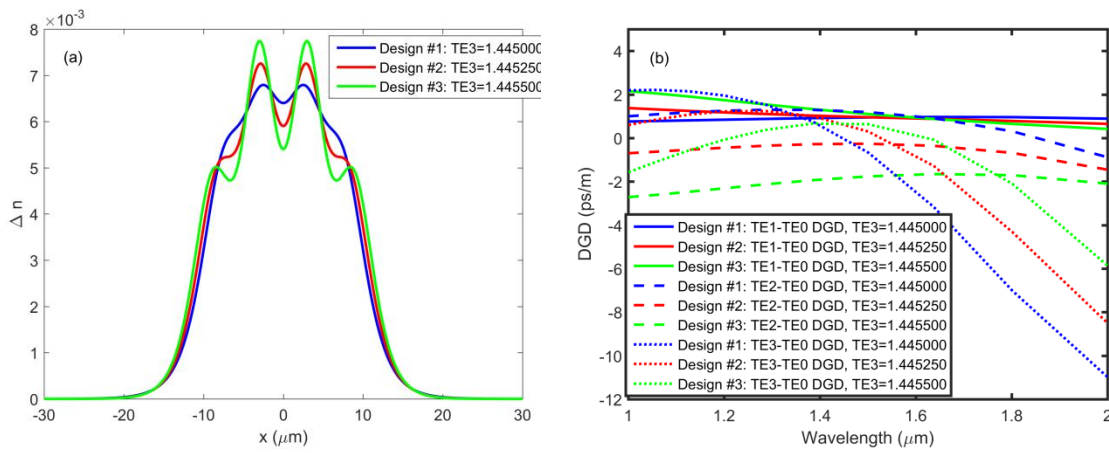 ×10⁻³
8
7
6
5
4
3
2
1
0
Δ n
(a)
Design #1: TE3=1.445000
Design #2: TE3=1.445250
Design #3: TE3=1.445500
-30
-20
-10
0
10
20
30
x (μm)
4
2
0
-2
-4
-6
-8
-10
-12
DGD (ps/m)
(b)
Design #1: TE1-TE0 DGD, TE3=1.445000
Design #2: TE1-TE0 DGD, TE3=1.445250
Design #3: TE1-TE0 DGD, TE3=1.445500
Design #1: TE2-TE0 DGD, TE3=1.445000
Design #2: TE2-TE0 DGD, TE3=1.445250
Design #3: TE2-TE0 DGD, TE3=1.445500
Design #1: TE3-TE0 DGD, TE3=1.445000
Design #2: TE3-TE0 DGD, TE3=1.445250
Design #3: TE3-TE0 DGD, TE3=1.445500
1
1.2
1.4
1.6
1.8
2
Wavelength (μm)